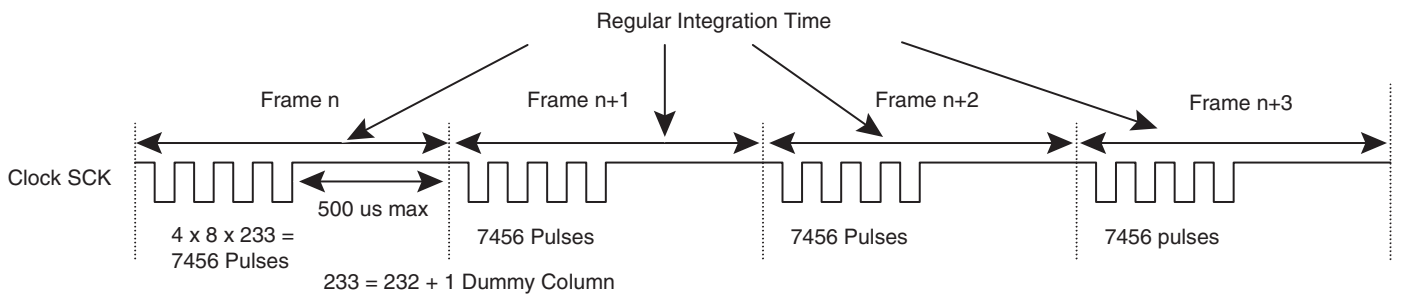 Regular Integration Time
Frame n
Frame n+1
Frame n+2
Frame n+3
Clock SCK
500 us max
4 x 8 x 233 =
7456 Pulses
7456 Pulses
7456 Pulses
7456 pulses
233 = 232 + 1 Dummy Column